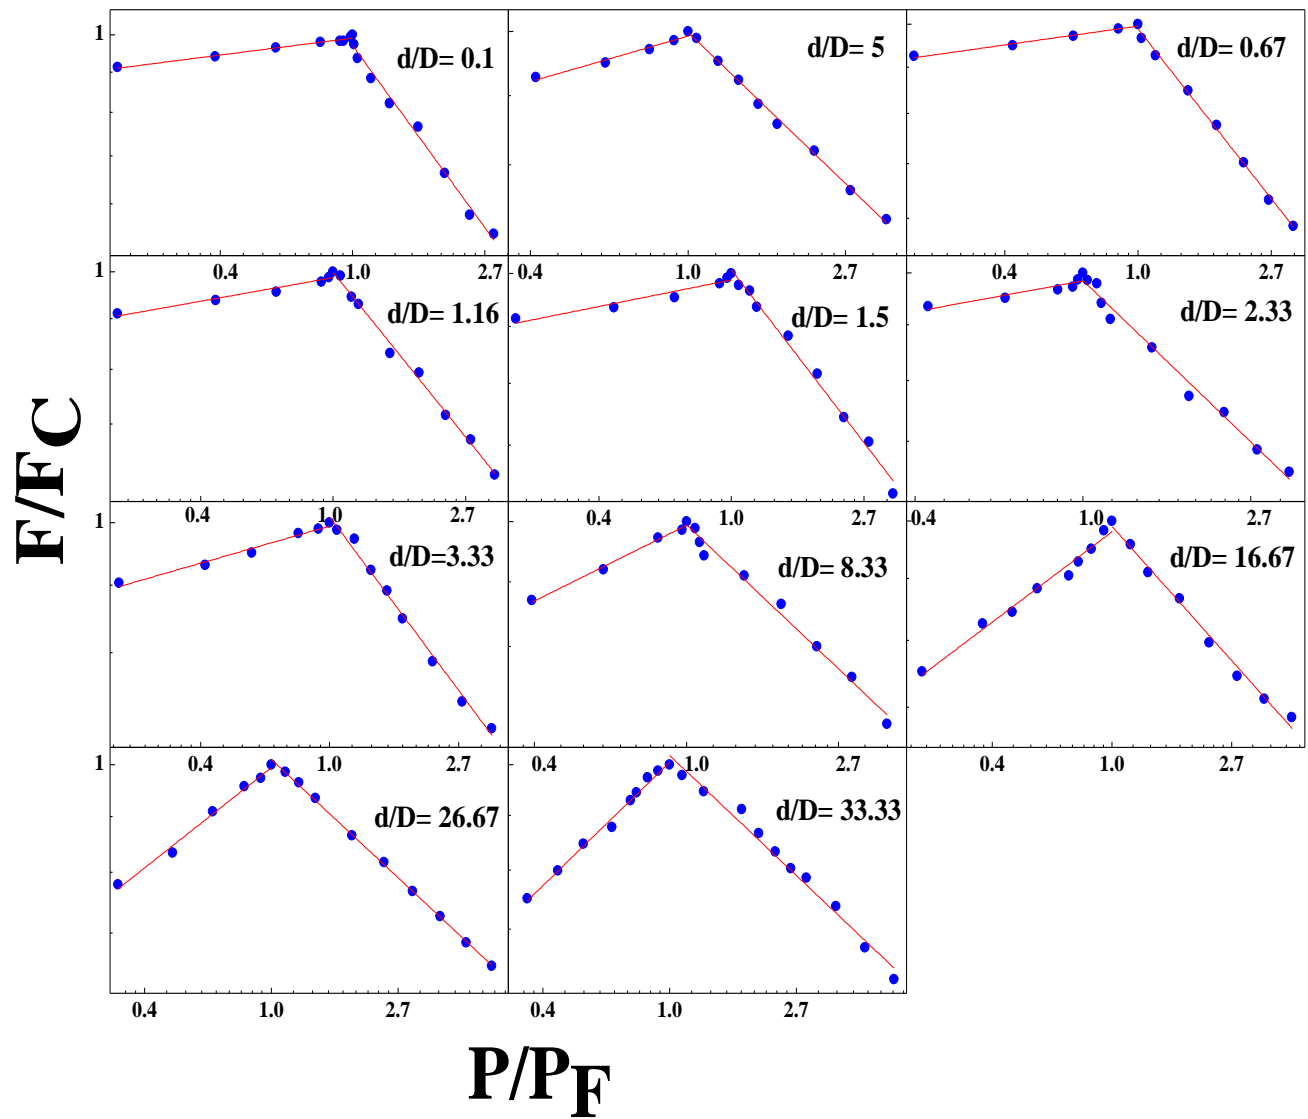 1
d/D= 0.1
d/D= 5
d/D= 0.67
0.4 1.0 2.7
0.4 1.0 2.7
0.4 1.0 2.7
1
d/D= 1.16
d/D= 1.5
d/D= 2.33
0.4 1.0 2.7
0.4 1.0 2.7
0.4 1.0 2.7
1
d/D=3.33
d/D= 8.33
d/D= 16.67
0.4 1.0 2.7
0.4 1.0 2.7
0.4 1.0 2.7
1
d/D= 26.67
d/D= 33.33
0.4 1.0 2.7
0.4 1.0 2.7
F/FC
P/PF